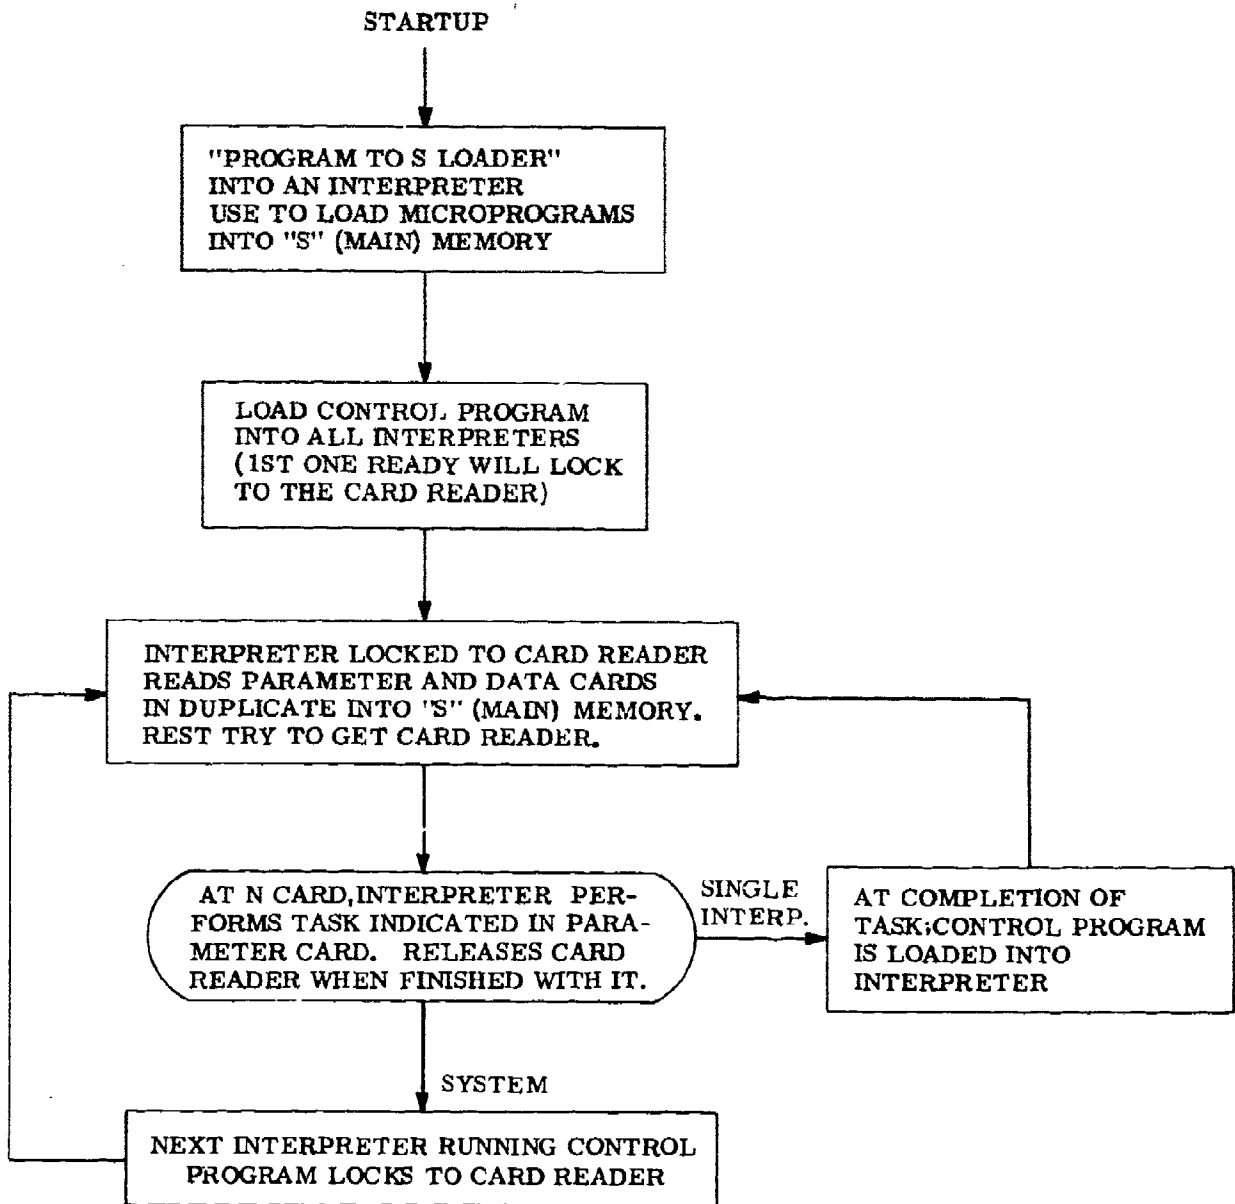 STARTUP
"PROGRAM TO S LOADER"
INTO AN INTERPRETER
USE TO LOAD MICROPROGRAMS
INTO "S" (MAIN) MEMORY
LOAD CONTROL PROGRAM
INTO ALL INTERPRETERS
(1ST ONE READY WILL LOCK
TO THE CARD READER)
INTERPRETER LOCKED TO CARD READER
READS PARAMETER AND DATA CARDS
IN DUPLICATE INTO "S" (MAIN) MEMORY.
REST TRY TO GET CARD READER.
AT N CARD, INTERPRETER PER-
FORMS TASK INDICATED IN PARA-
METER CARD. RELEASES CARD
READER WHEN FINISHED WITH IT.
SINGLE
INTERP.
AT COMPLETION OF
TASK;CONTROL PROGRAM
IS LOADED INTO
INTERPRETER
SYSTEM
NEXT INTERPRETER RUNNING CONTROL
PROGRAM LOCKS TO CARD READER